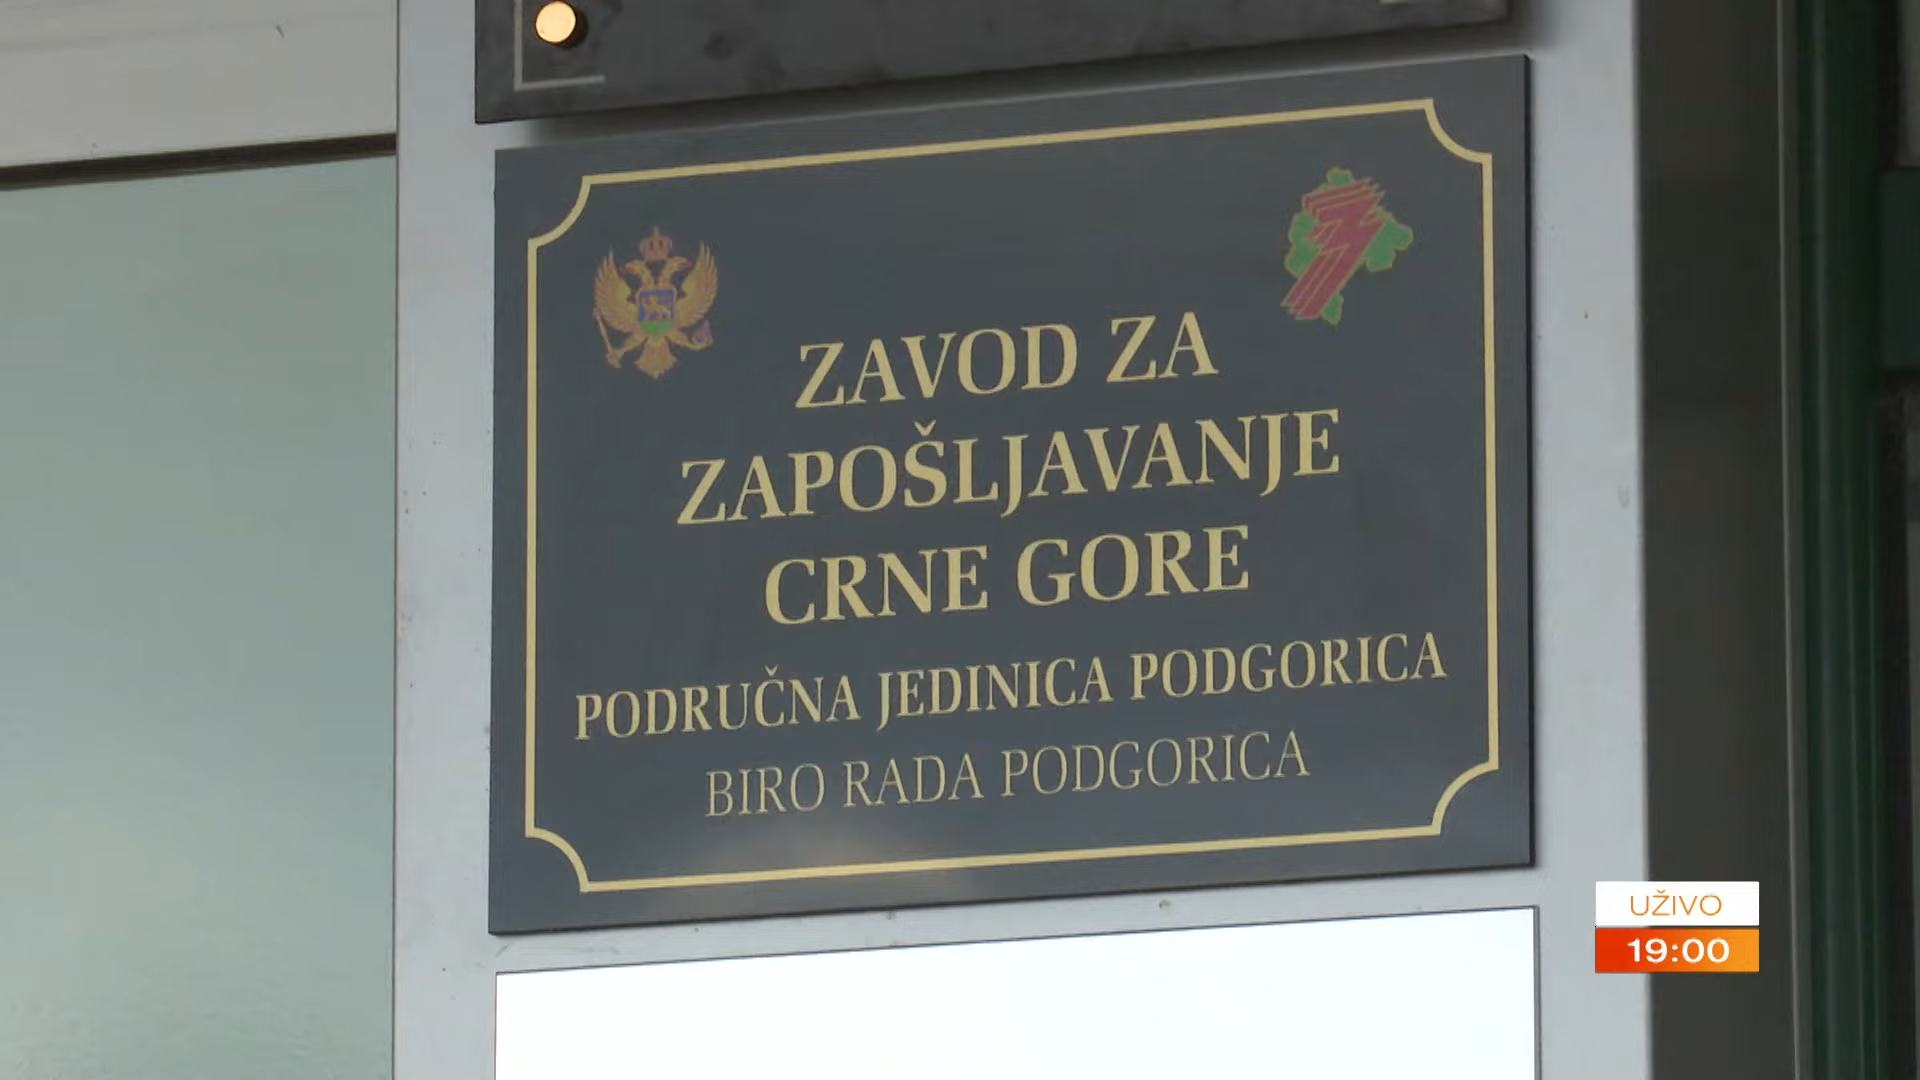 ZAVOD ZA
ZAPOŠLJAVANJE
CRNE GORE
PODRUČNA JEDINICA PODGORICA
BIRO RADA PODGORICA
UŽIVO
19:00